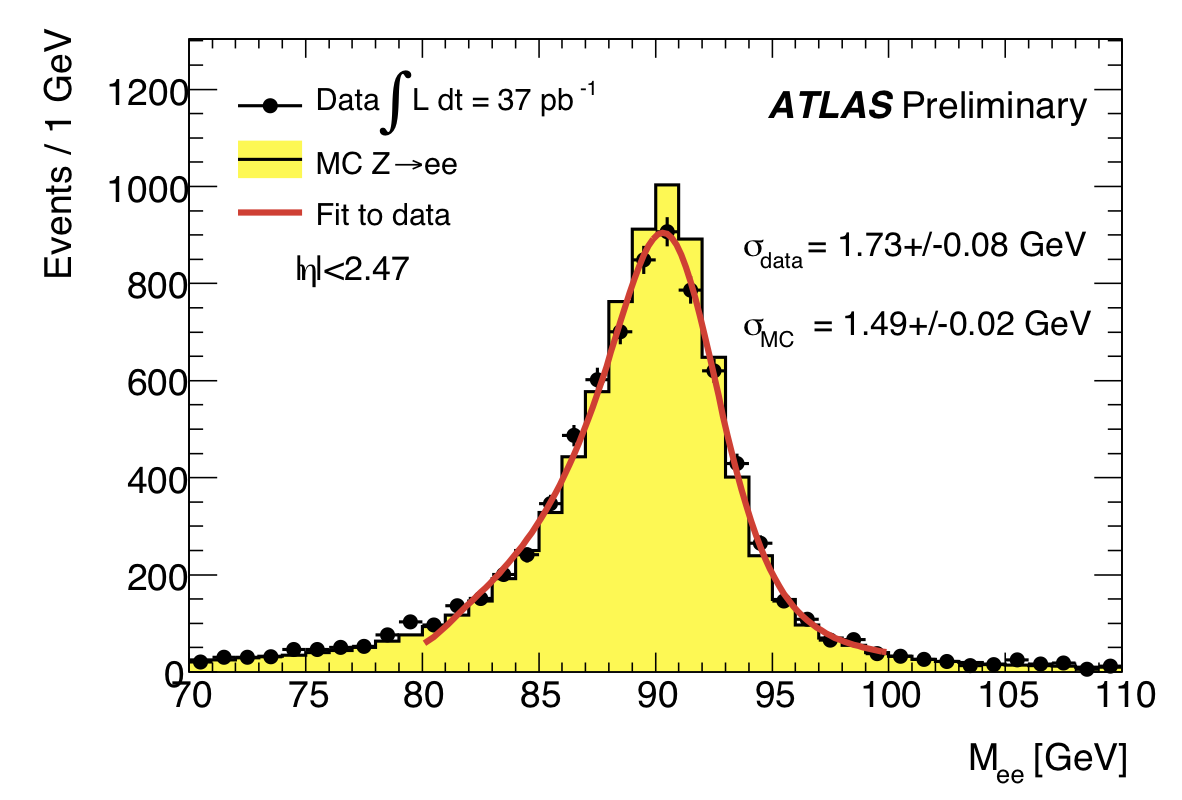 Events / 1 GeV
1200
1000
800
600
400
200
0
Data ∫ L dt = 37 pb⁻¹
MC Z→ee
Fit to data
|η|<2.47
ATLAS Preliminary
σdata = 1.73+/-0.08 GeV
σMC = 1.49+/-0.02 GeV
70 75 80 85 90 95 100 105 110
Mee [GeV]